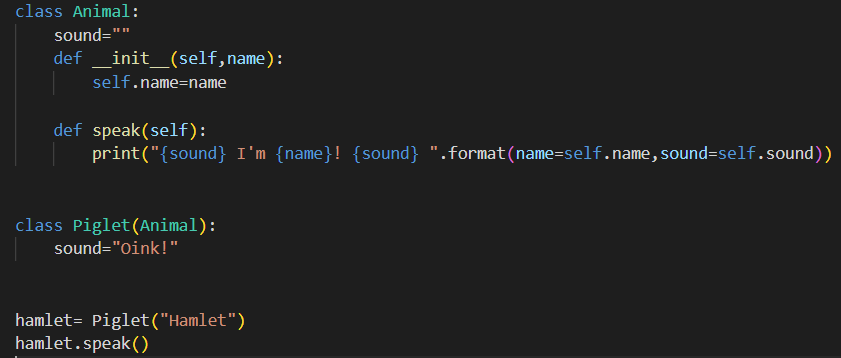 class Animal:
    sound=""
    def __init__(self,name):
        self.name=name
    def speak(self):
        print("{sound} I'm {name}! {sound} ".format(name=self.name,sound=self.sound))
class Piglet(Animal):
    sound="Oink!"
hamlet= Piglet("Hamlet")
hamlet.speak()